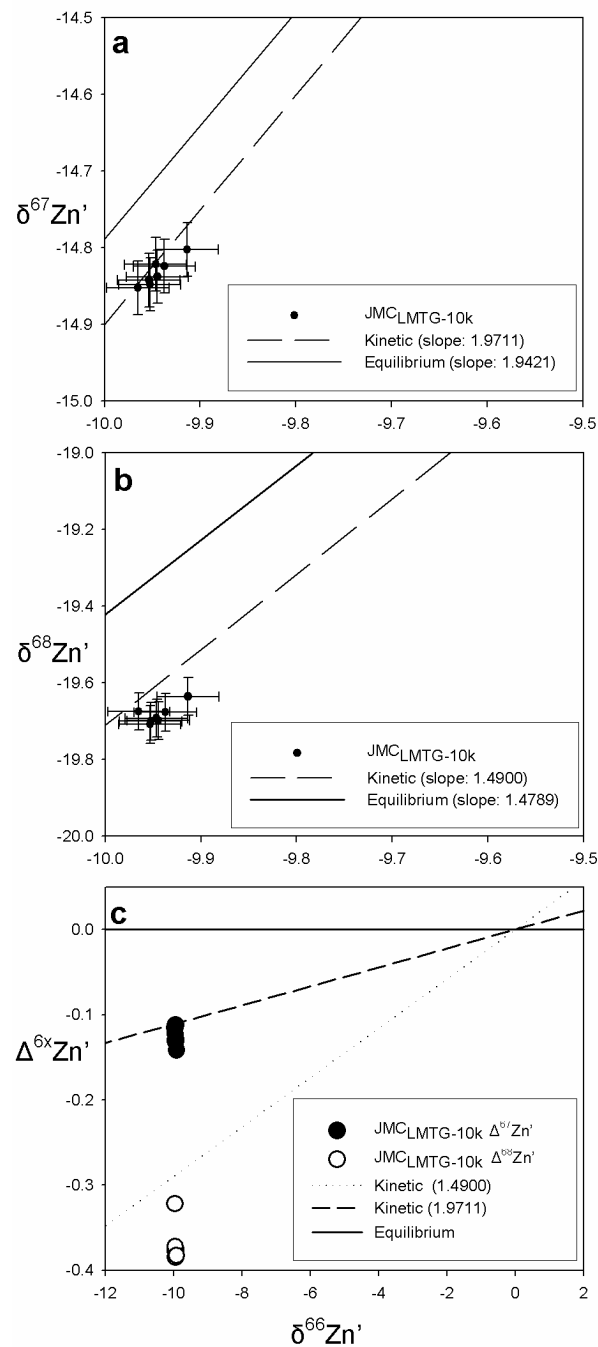 a
-14.5
-14.6
-14.7
-14.8
-14.9
-15.0
δ67Zn'
JMCLMTG-10k
Kinetic (slope: 1.9711)
Equilibrium (slope: 1.9421)
-10.0 -9.9 -9.8 -9.7 -9.6 -9.5
b
-19.0
-19.2
-19.4
-19.6
-19.8
-20.0
δ68Zn'
JMCLMTG-10k
Kinetic (slope: 1.4900)
Equilibrium (slope: 1.4789)
-10.0 -9.9 -9.8 -9.7 -9.6 -9.5
c
0.0
-0.1
-0.2
-0.3
-0.4
Δ6xZn'
JMCLMTG-10k Δ67Zn'
JMCLMTG-10k Δ68Zn'
Kinetic (1.4900)
Kinetic (1.9711)
Equilibrium
-12 -10 -8 -6 -4 -2 0 2
δ66Zn'